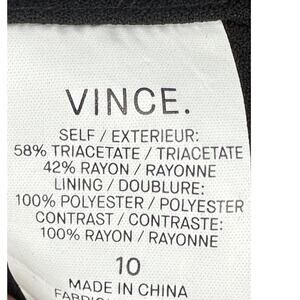 VINCE.
SELF / EXTERIEUR:
58% TRIACETATE / TRIACETATE
42% RAYON / RAYONNE
LINING / DOUBLURE:
100% POLYESTER / POLYESTER
CONTRAST / CONTRASTE:
100% RAYON / RAYONNE
10
MADE IN CHINA